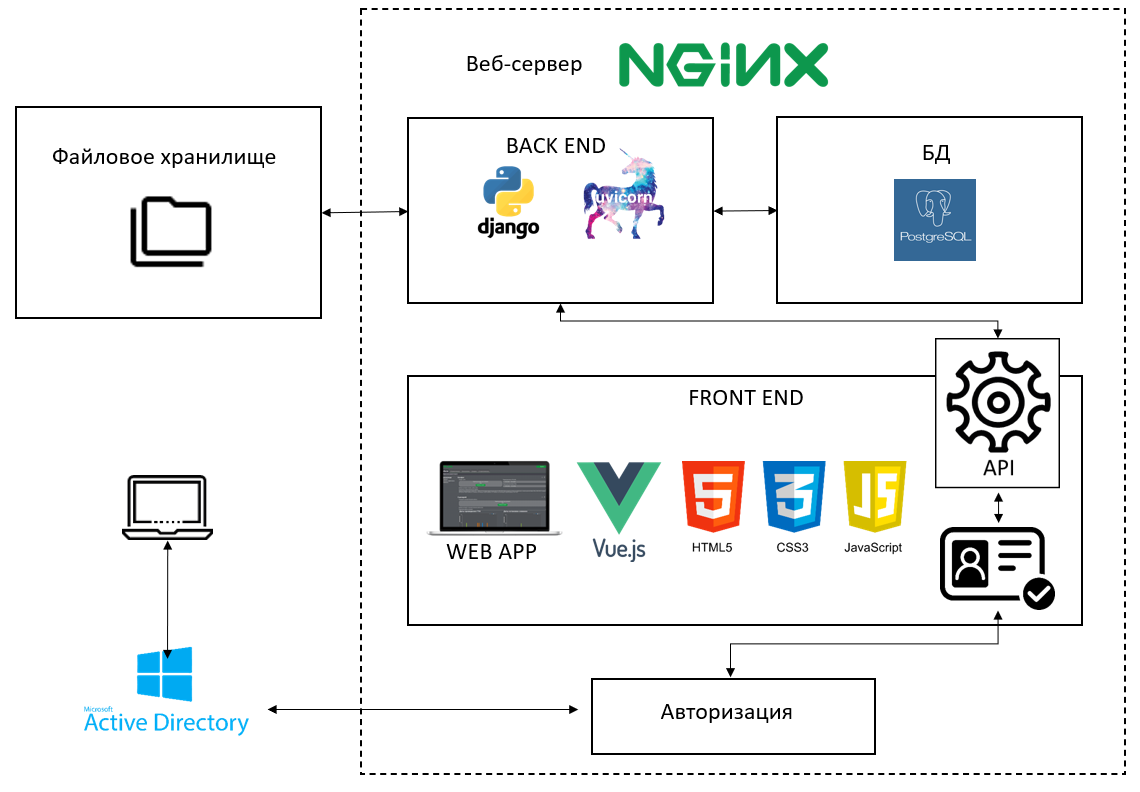 Веб-сервер
NGINX
Файловое хранилище
BACK END
django
uvicorn
БД
PostgreSQL
FRONT END
API
WEB APP
Vue.js
HTML5
CSS3
JavaScript
Microsoft
Active Directory
Авторизация